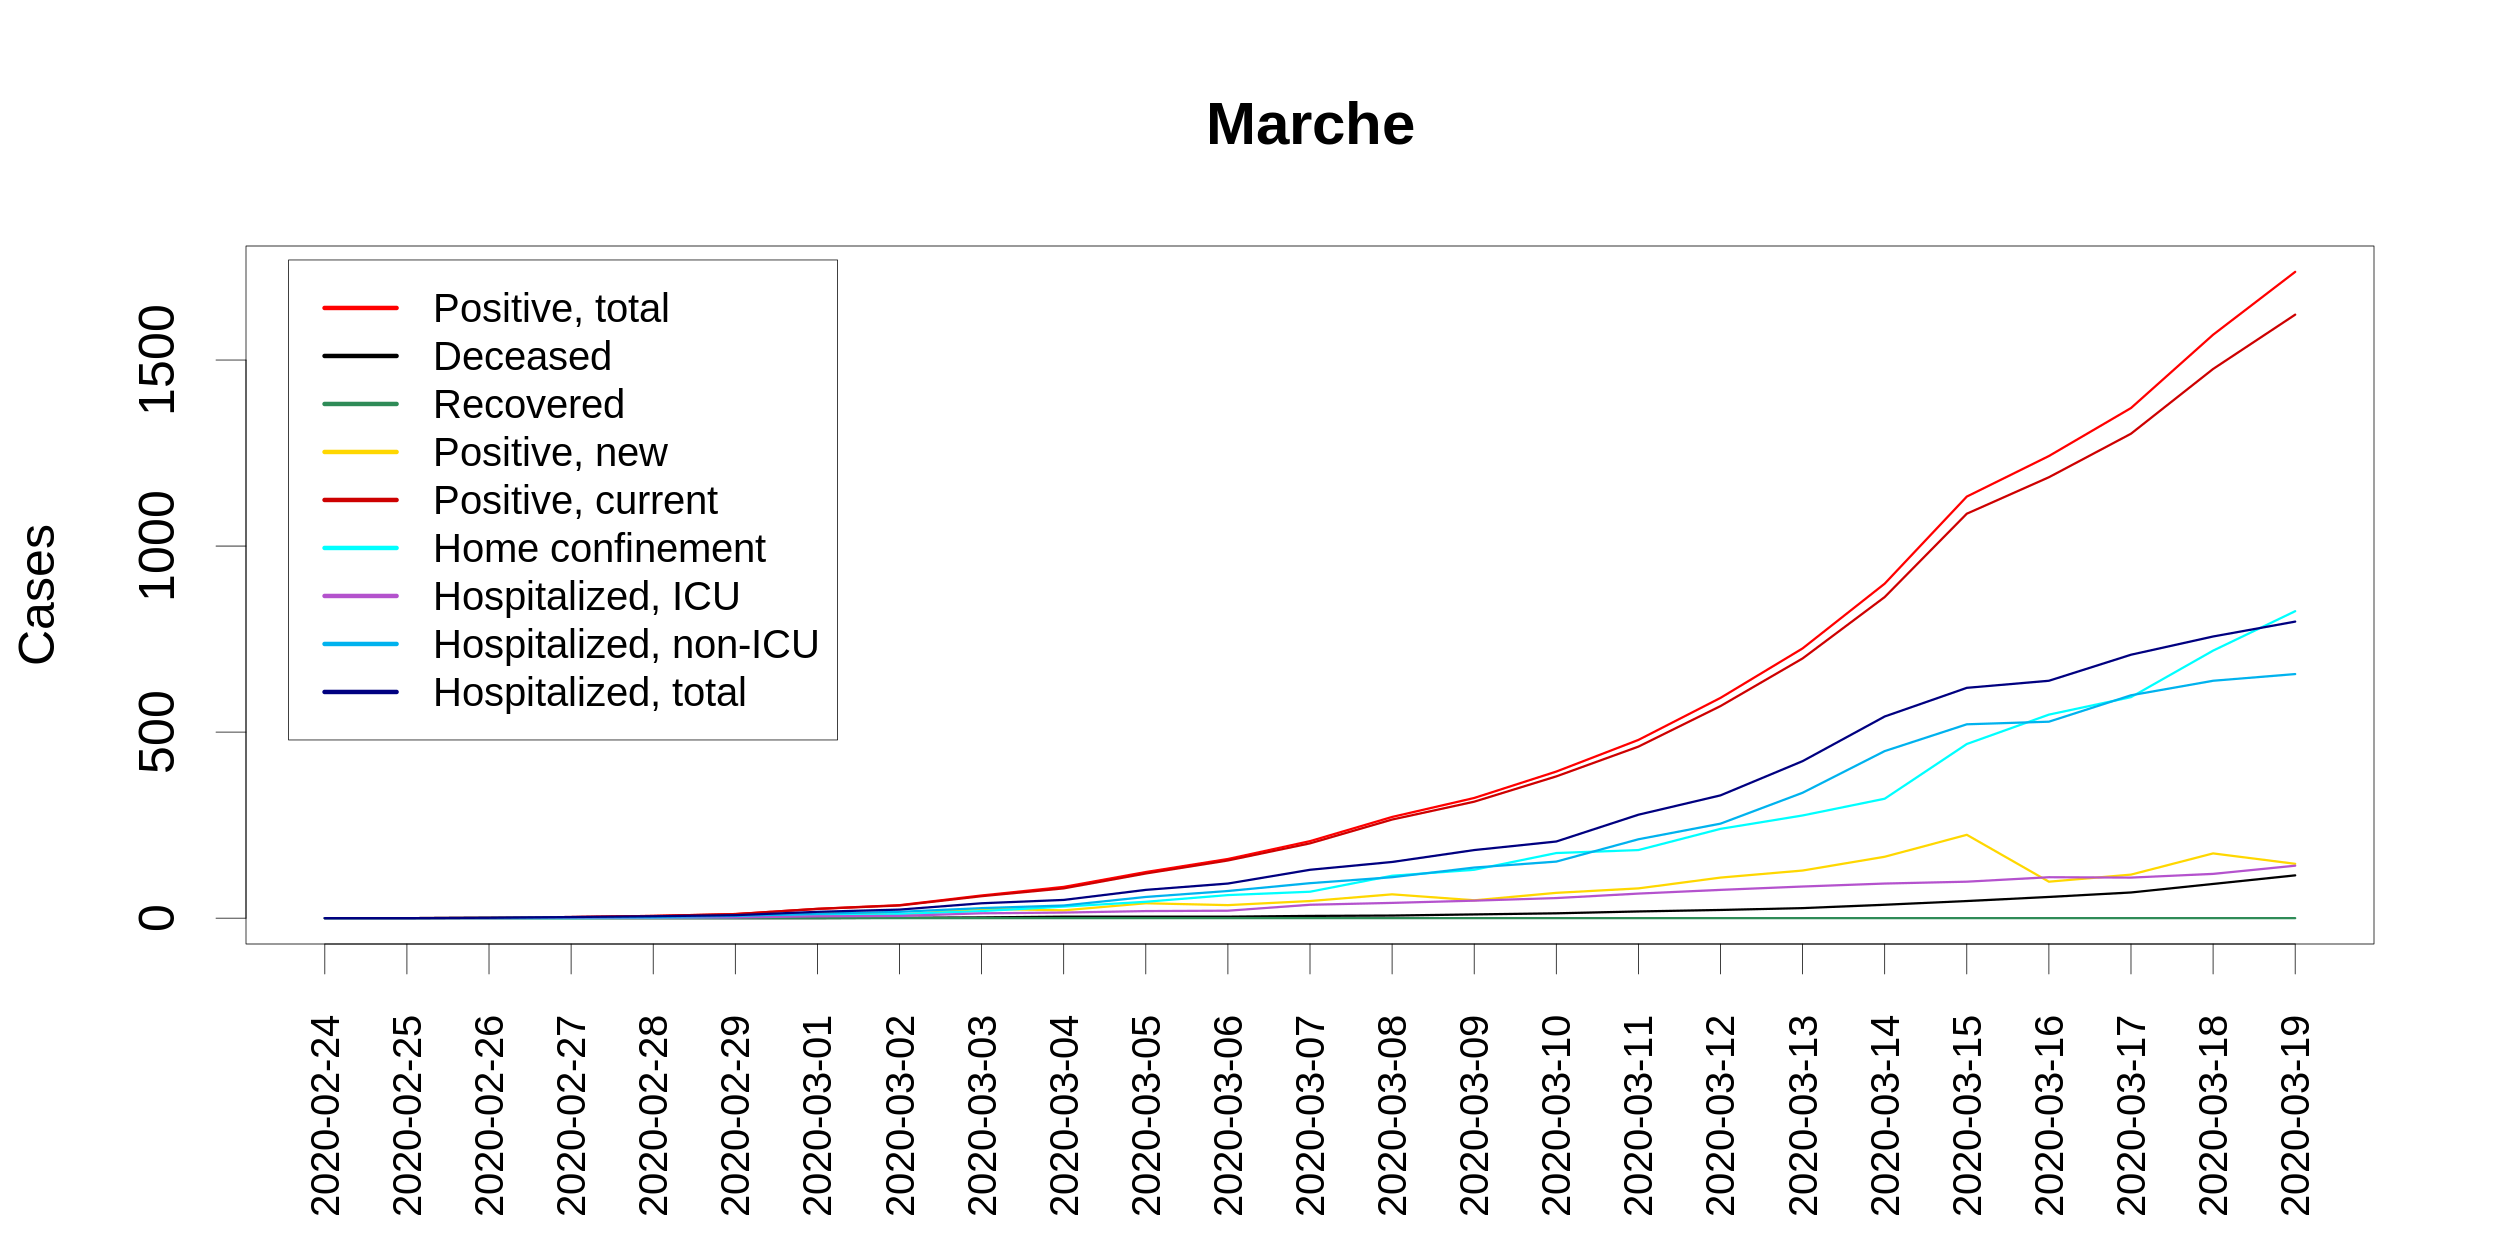 Marche
Cases
1500
1000
500
0
Positive, total
Deceased
Recovered
Positive, new
Positive, current
Home confinement
Hospitalized, ICU
Hospitalized, non-ICU
Hospitalized, total
2020-02-24
2020-02-25
2020-02-26
2020-02-27
2020-02-28
2020-02-29
2020-03-01
2020-03-02
2020-03-03
2020-03-04
2020-03-05
2020-03-06
2020-03-07
2020-03-08
2020-03-09
2020-03-10
2020-03-11
2020-03-12
2020-03-13
2020-03-14
2020-03-15
2020-03-16
2020-03-17
2020-03-18
2020-03-19